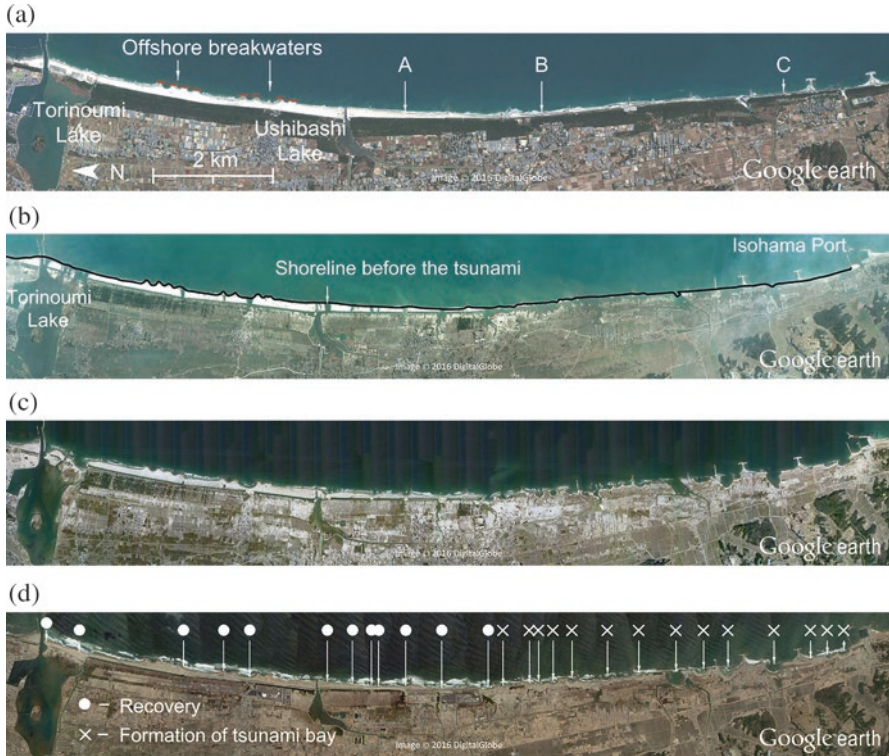 (a)
Offshore breakwaters
A
B
C
Torinoumi
Lake
Ushibashi
Lake
N
2 km
Image © 2016 DigitalGlobe
Google earth
(b)
Isohama Port
Shoreline before the tsunami
Torinoumi
Lake
Image © 2016 DigitalGlobe
Google earth
(c)
Image © 2016 DigitalGlobe
Google earth
(d)
– Recovery
× – Formation of tsunami bay
Image © 2016 DigitalGlobe
Google earth